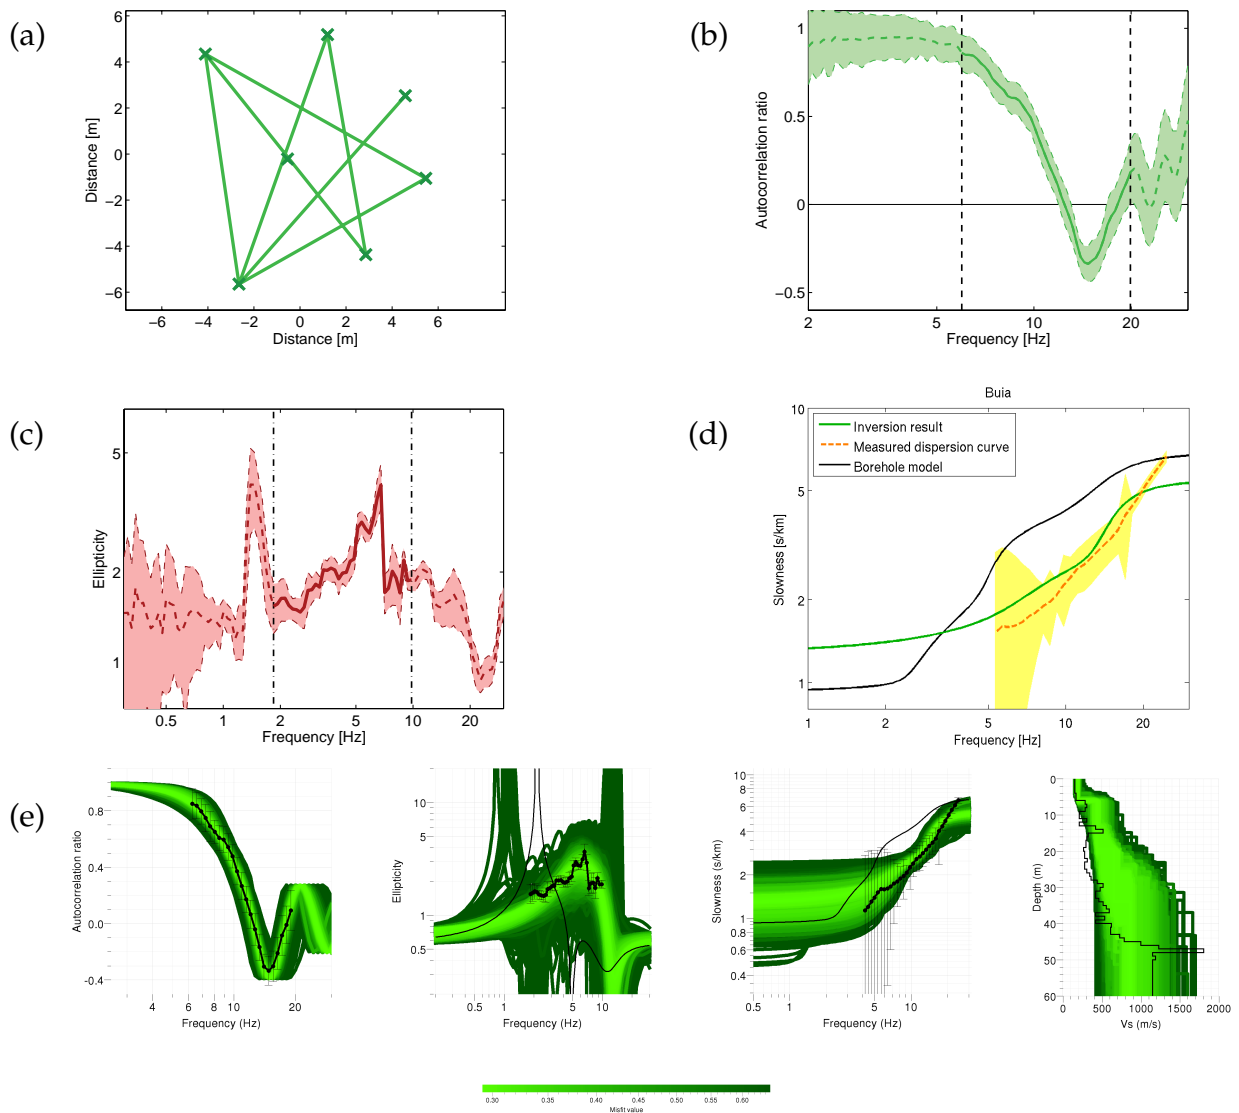 (a)
6
4
2
0
−2
−4
−6
Distance [m]
−6 −4 −2 0 2 4 6
Distance [m]
(b)
1
0.5
0
−0.5
Autocorrelation ratio
2 5 10 20
Frequency [Hz]
(c)
5
2
1
Ellipticity
0.5 1 2 5 10 20
Frequency [Hz]
(d)
Buia
Inversion result
Measured dispersion curve
Borehole model
10
5
2
1
Slowness [s/km]
1 2 5 10 20
Frequency [Hz]
(e)
0.8
0.4
0.0
-0.4
Autocorrelation ratio
4 6 8 10 20
Frequency (Hz)
10
5
1
0.5
Ellipticity
0.5 1 5 10
Frequency (Hz)
10
8
6
4
2
1
0.8
0.6
0.4
Slowness (s/km)
0.5 1 5 10
Frequency (Hz)
0
10
20
30
40
50
60
Depth (m)
0 500 1000 1500 2000
Vs (m/s)
0.30 0.35 0.40 0.45 0.50 0.55 0.60
Misfit value